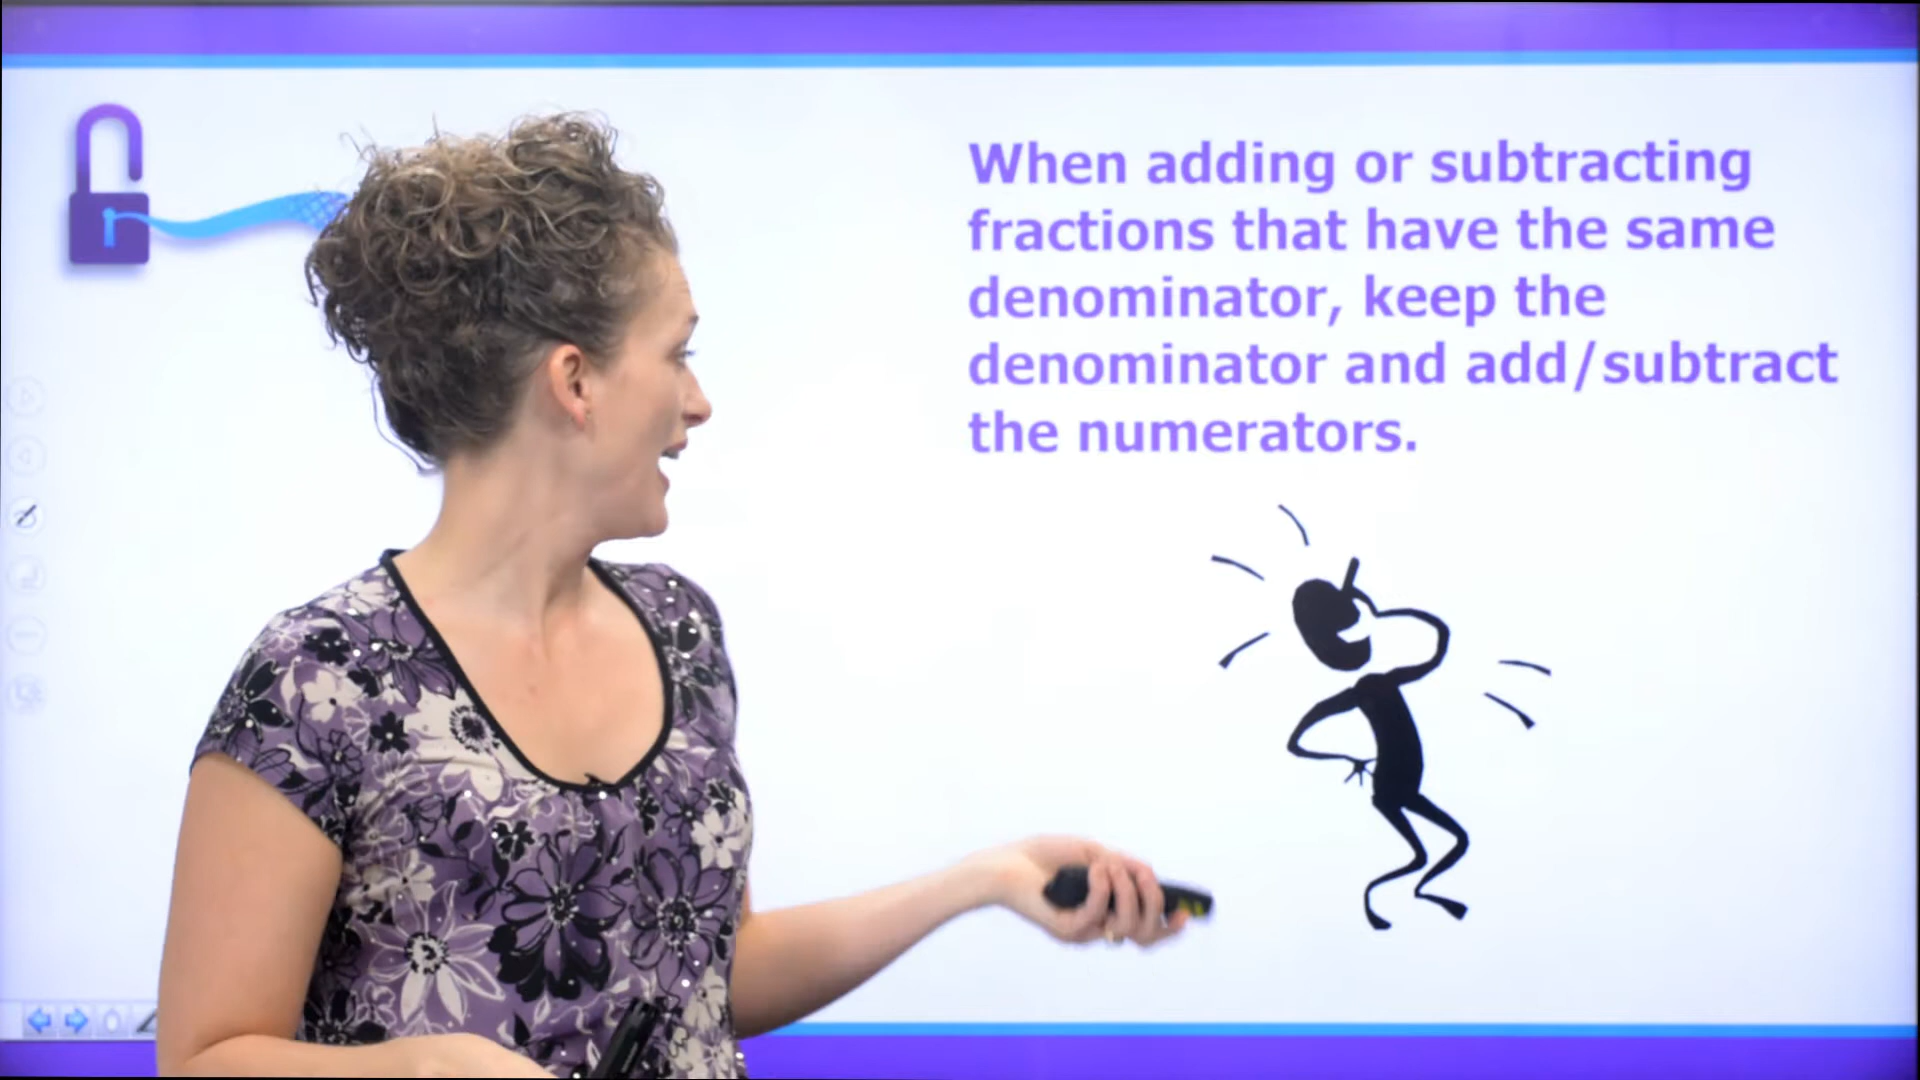 When adding or subtracting
fractions that have the same
denominator, keep the
denominator and add/subtract
the numerators.